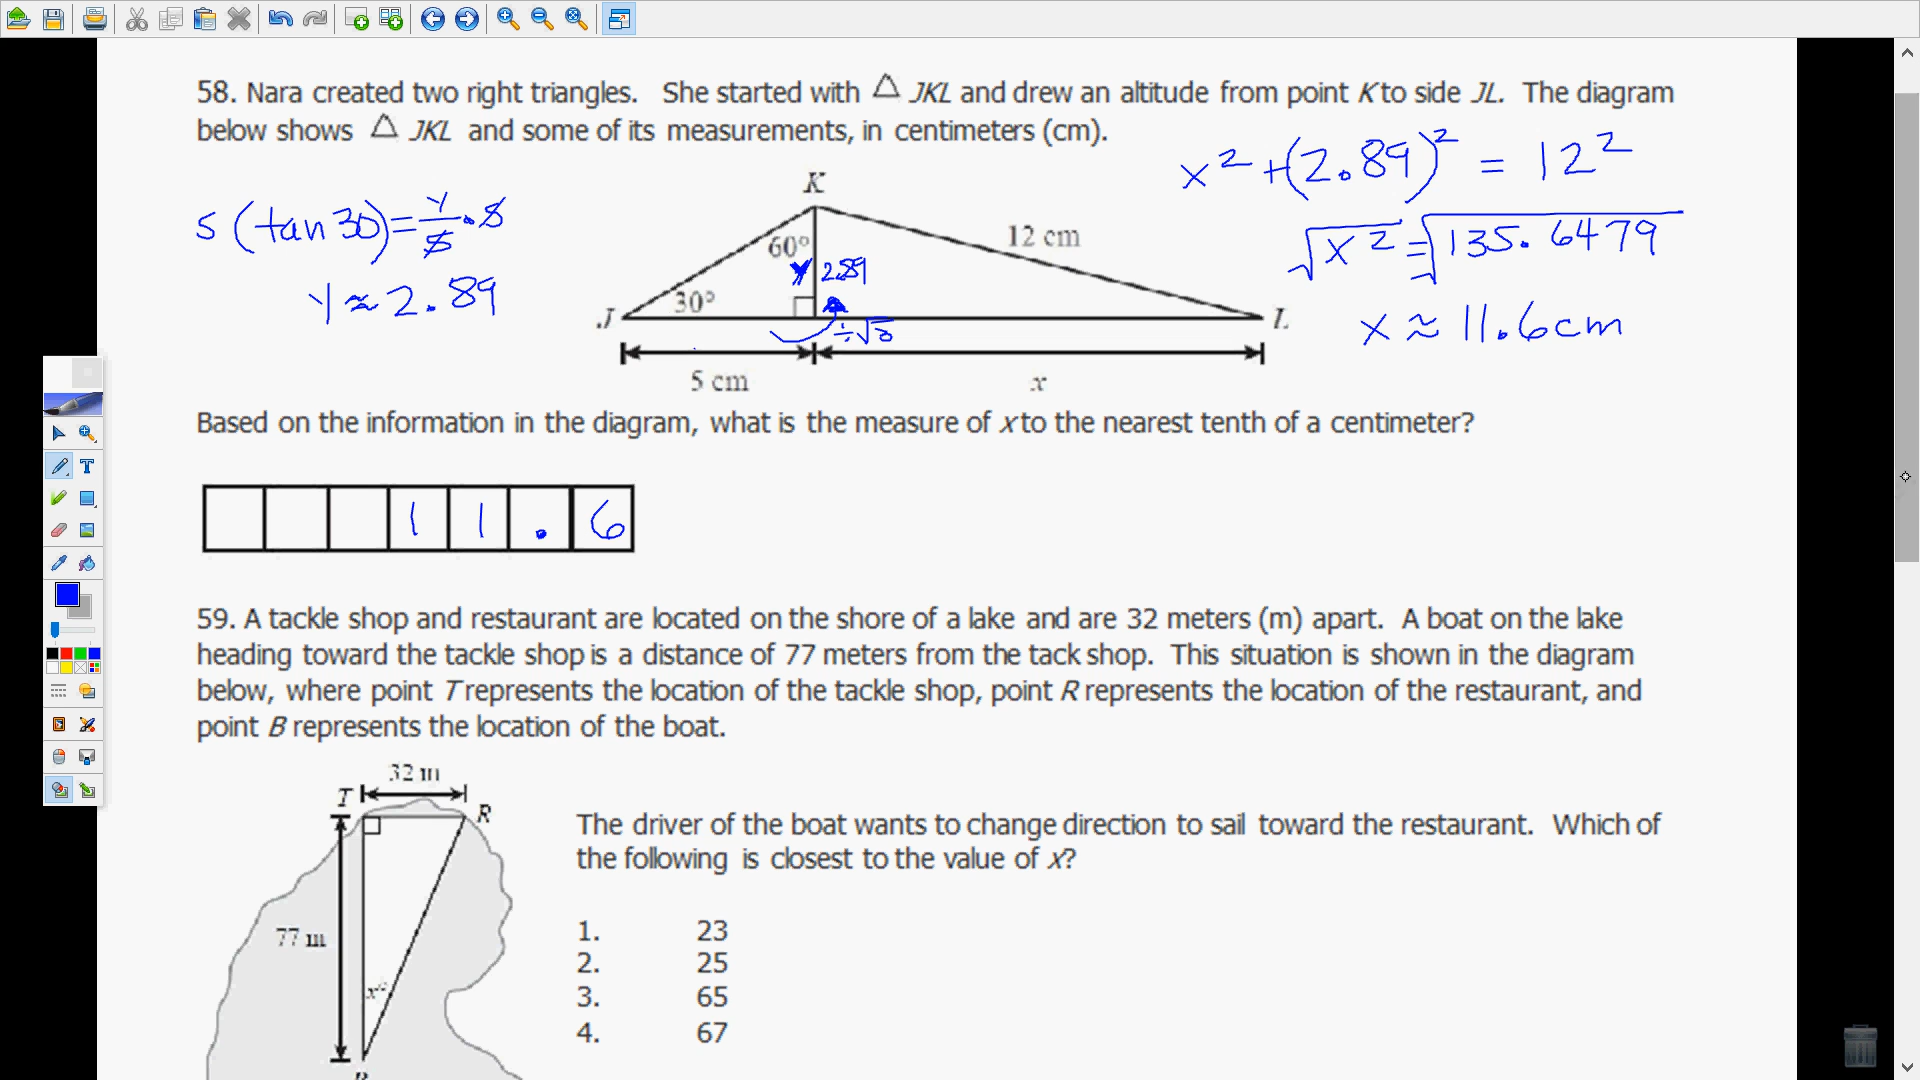 58. Nara created two right triangles. She started with △ JKL and drew an altitude from point K to side JL. The diagram
below shows △ JKL and some of its measurements, in centimeters (cm).
x² + (2.89)² = 12²
√x² = √135.6479
x ≈ 11.6cm
5 (tan 30) = Y/5 · 5
Y ≈ 2.89
K
60°
12 cm
Y 2.89
30°
J
L
÷√3
5 cm
x
Based on the information in the diagram, what is the measure of x to the nearest tenth of a centimeter?
1 1 . 6
59. A tackle shop and restaurant are located on the shore of a lake and are 32 meters (m) apart. A boat on the lake
heading toward the tackle shop is a distance of 77 meters from the tack shop. This situation is shown in the diagram
below, where point T represents the location of the tackle shop, point R represents the location of the restaurant, and
point B represents the location of the boat.
32 m
T
R
77 m
x°
The driver of the boat wants to change direction to sail toward the restaurant. Which of
the following is closest to the value of x?
1. 23
2. 25
3. 65
4. 67